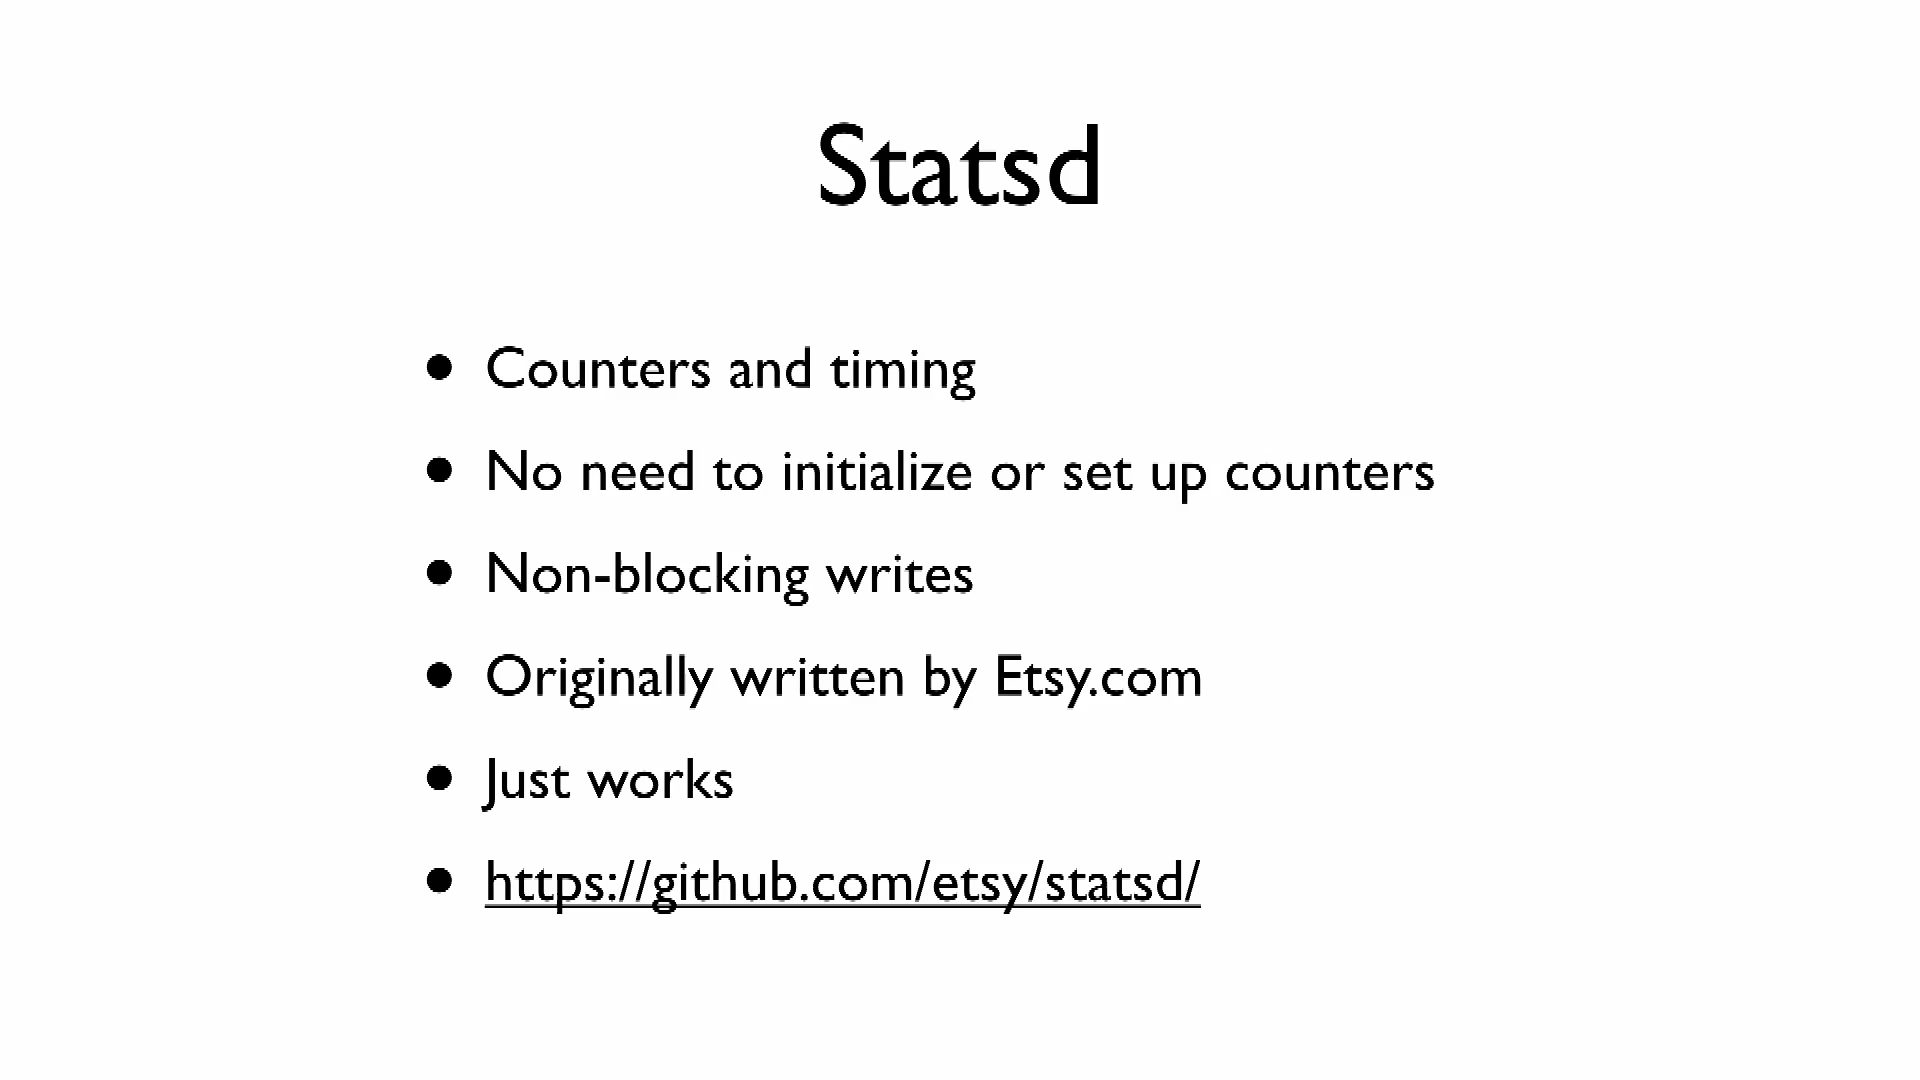 Statsd
• Counters and timing
• No need to initialize or set up counters
• Non-blocking writes
• Originally written by Etsy.com
• Just works
• https://github.com/etsy/statsd/